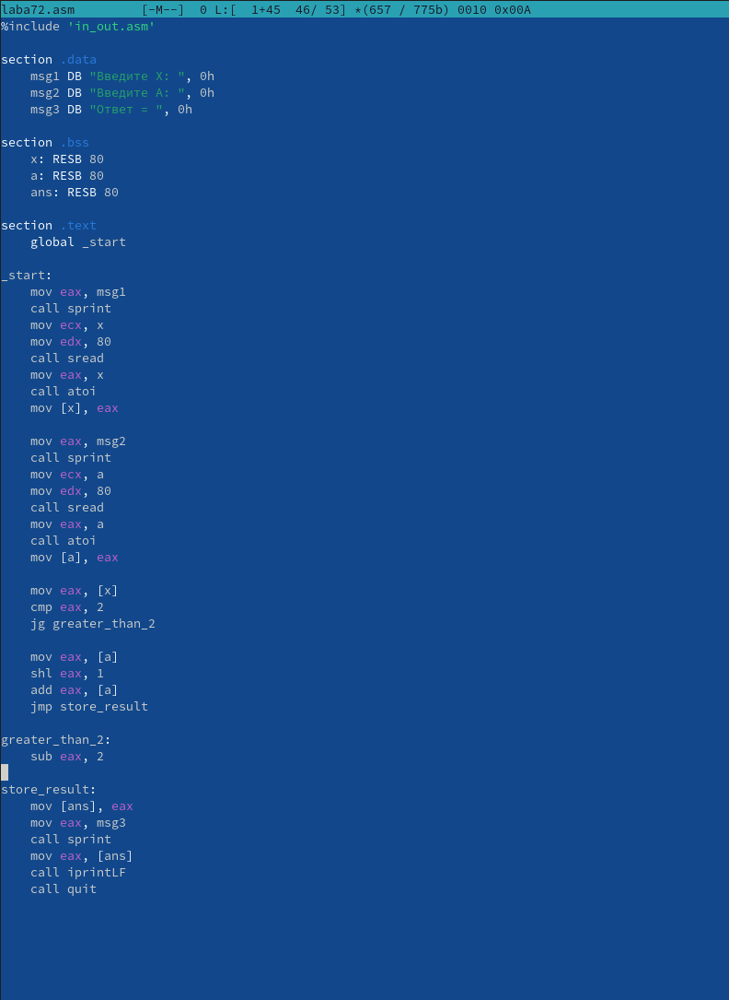 laba72.asm [-M--] 0 L:[ 1+45 46/ 53] *(657 / 775b) 0010 0x00A
%include 'in_out.asm'
section .data
msg1 DB "Введите X: ", 0h
msg2 DB "Введите A: ", 0h
msg3 DB "Ответ = ", 0h
section .bss
x: RESB 80
a: RESB 80
ans: RESB 80
section .text
global _start
_start:
mov eax, msg1
call sprint
mov ecx, x
mov edx, 80
call sread
mov eax, x
call atoi
mov [x], eax
mov eax, msg2
call sprint
mov ecx, a
mov edx, 80
call sread
mov eax, a
call atoi
mov [a], eax
mov eax, [x]
cmp eax, 2
jg greater_than_2
mov eax, [a]
shl eax, 1
add eax, [a]
jmp store_result
greater_than_2:
sub eax, 2
store_result:
mov [ans], eax
mov eax, msg3
call sprint
mov eax, [ans]
call iprintLF
call quit